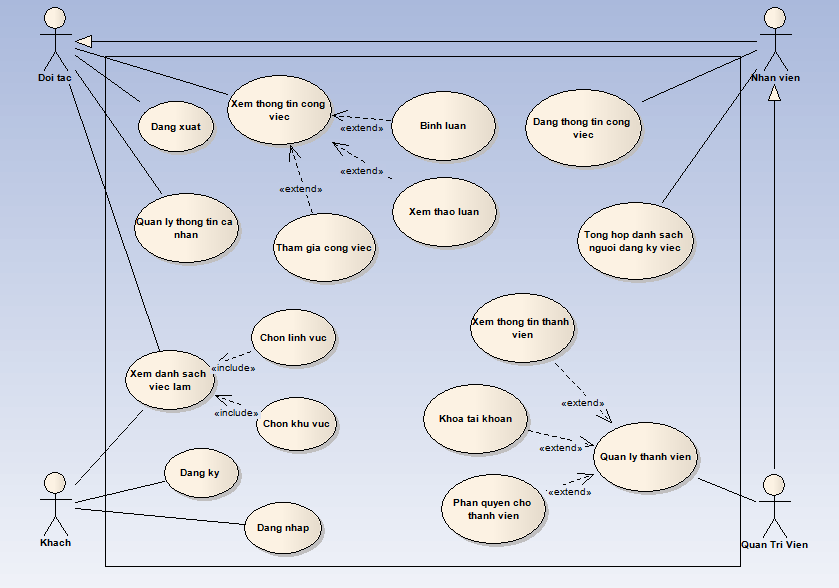 Doi tac
Nhan vien
Xem thong tin cong
viec
Dang xuat
«extend»
Binh luan
Dang thong tin cong
viec
«extend»
«extend»
Xem thao luan
Quan ly thong tin ca
nhan
Tham gia cong viec
Tong hop danh sach
nguoi dang ky viec
Chon linh vuc
Xem thong tin thanh
vien
Xem danh sach
viec lam
«include»
«include»
Chon khu vuc
«extend»
Khoa tai khoan
«extend»
Quan ly thanh vien
Dang ky
«extend»
Phan quyen cho
thanh vien
Dang nhap
Khach
Quan Tri Vien